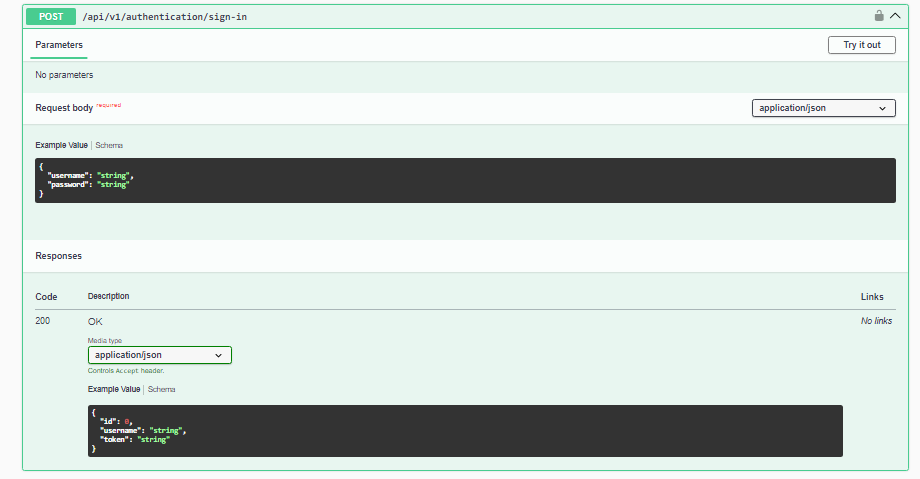 POST /api/v1/authentication/sign-in
Parameters
Try it out
No parameters
Request body required
application/json
Example Value | Schema
{
"username": "string",
"password": "string"
}
Responses
Code Description Links
200 OK No links
Media type
application/json
Controls Accept header.
Example Value | Schema
{
"id": 0,
"username": "string",
"token": "string"
}